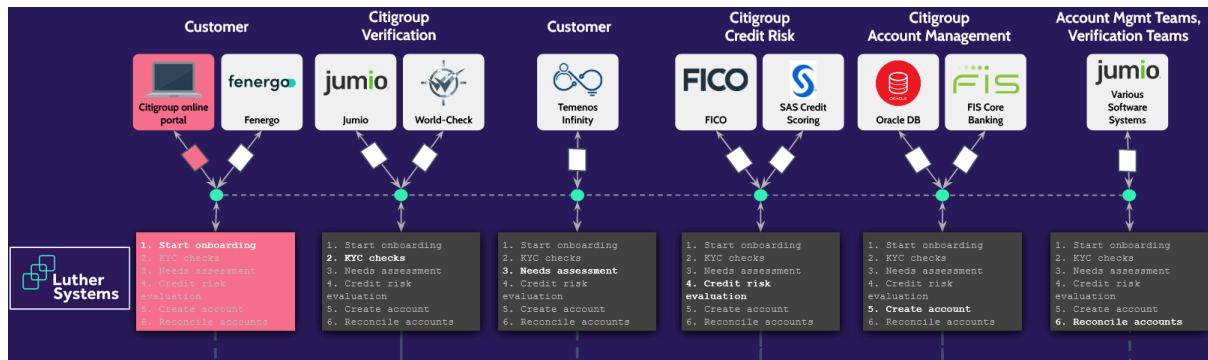 Customer
Citigroup
Verification
Customer
Citigroup
Credit Risk
Citigroup
Account Management
Account Mgmt Teams,
Verification Teams
Citigroup online
portal
fenergo
Fenergo
jumio
Jumio
World-Check
Temenos
Infinity
FICO
FICO
SAS Credit
Scoring
ORACLE
Oracle DB
FIS
FIS Core
Banking
jumio
Various
Software
Systems
Luther
Systems
1. Start onboarding
2. KYC checks
3. Needs assessment
4. Credit risk
evaluation
5. Create account
6. Reconcile accounts
1. Start onboarding
2. KYC checks
3. Needs assessment
4. Credit risk
evaluation
5. Create account
6. Reconcile accounts
1. Start onboarding
2. KYC checks
3. Needs assessment
4. Credit risk
evaluation
5. Create account
6. Reconcile accounts
1. Start onboarding
2. KYC checks
3. Needs assessment
4. Credit risk
evaluation
5. Create account
6. Reconcile accounts
1. Start onboarding
2. KYC checks
3. Needs assessment
4. Credit risk
evaluation
5. Create account
6. Reconcile accounts
1. Start onboarding
2. KYC checks
3. Needs assessment
4. Credit risk
evaluation
5. Create account
6. Reconcile accounts